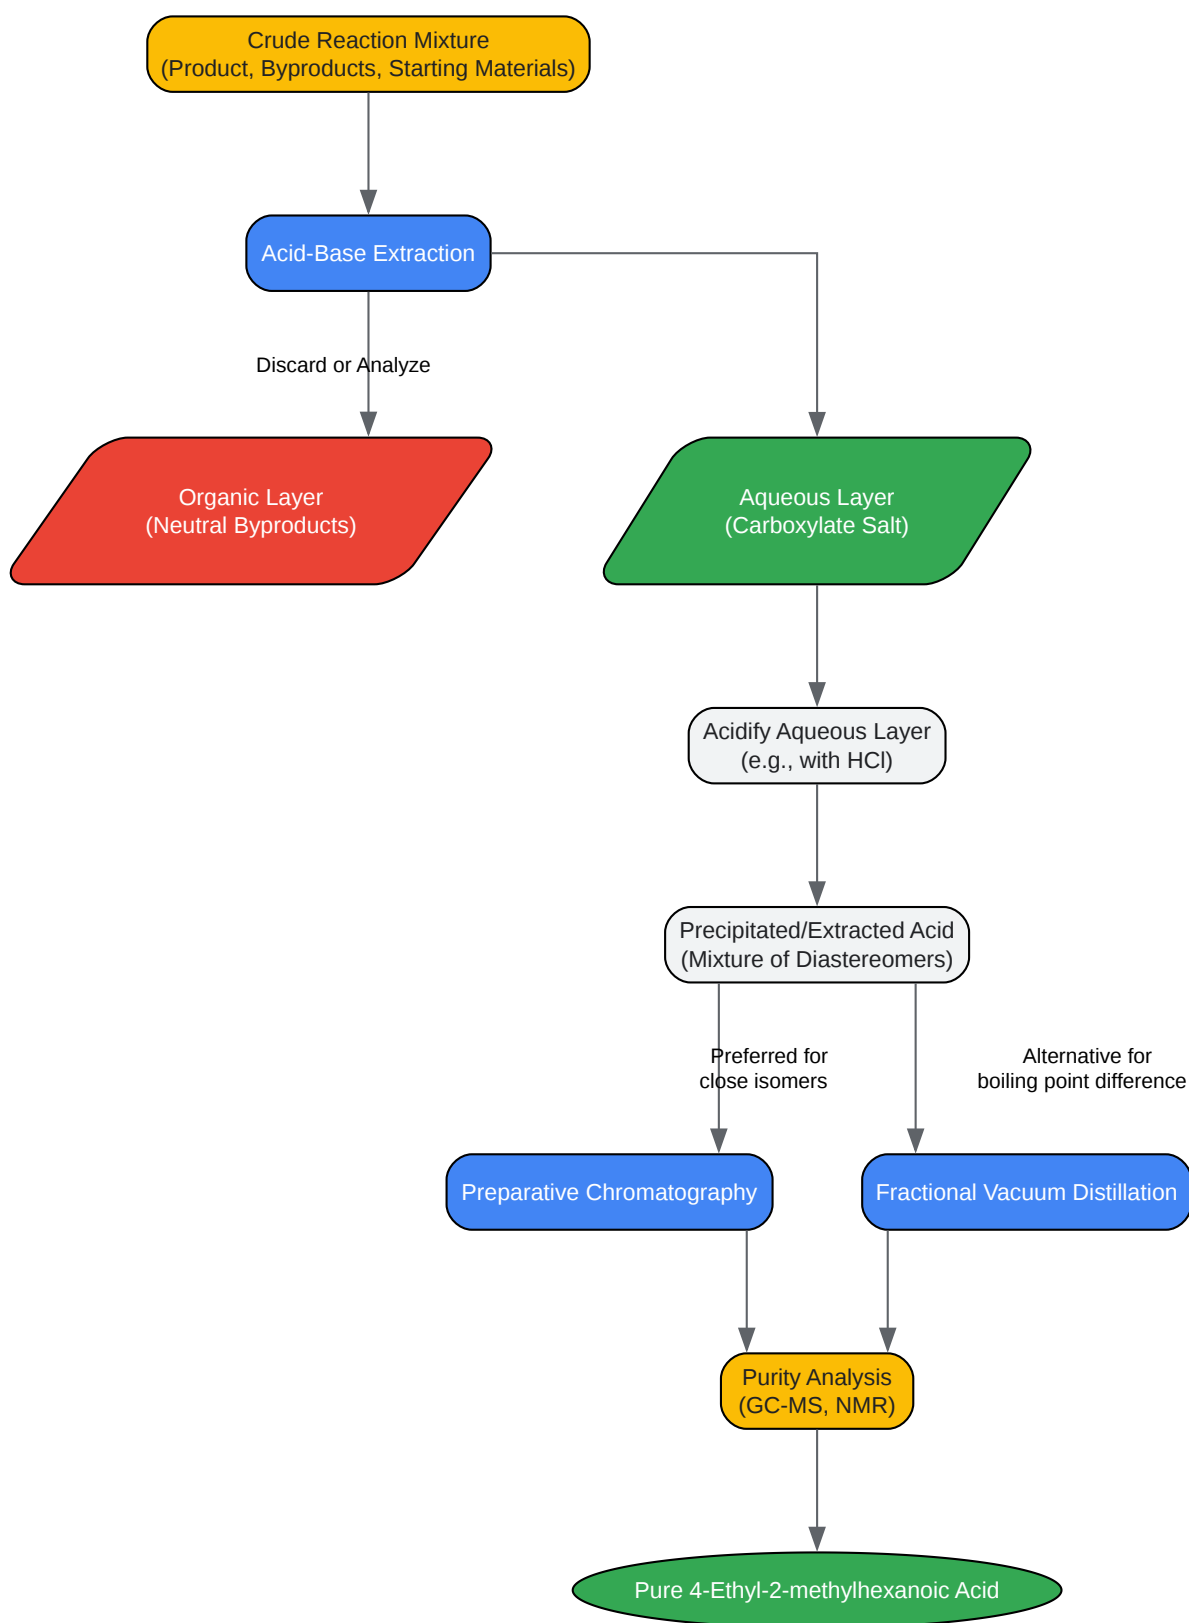 Crude Reaction Mixture
(Product, Byproducts, Starting Materials)
Acid-Base Extraction
Discard or Analyze
Organic Layer
(Neutral Byproducts)
Aqueous Layer
(Carboxylate Salt)
Acidify Aqueous Layer
(e.g., with HCl)
Precipitated/Extracted Acid
(Mixture of Diastereomers)
Preferred for
close isomers
Alternative for
boiling point difference
Preparative Chromatography
Fractional Vacuum Distillation
Purity Analysis
(GC-MS, NMR)
Pure 4-Ethyl-2-methylhexanoic Acid